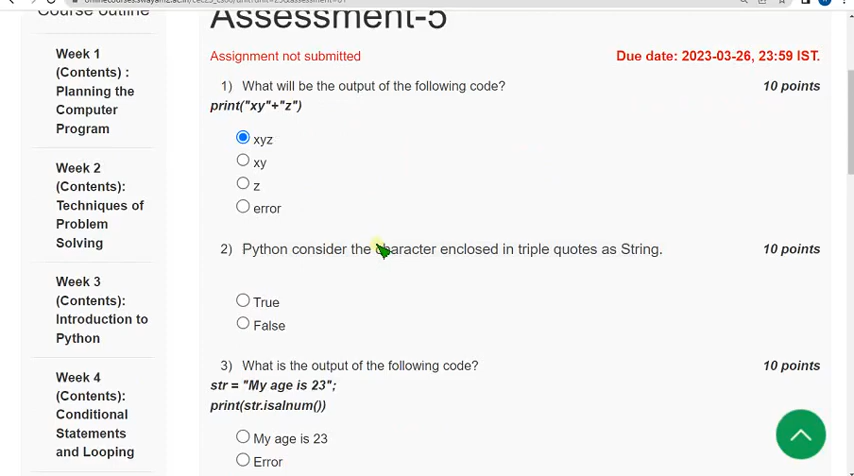 Course outline
Assessment-5
Assignment not submitted
Due date: 2023-03-26, 23:59 IST.
Week 1
(Contents) :
Planning the
Computer
Program
Week 2
(Contents):
Techniques of
Problem
Solving
Week 3
(Contents):
Introduction to
Python
Week 4
(Contents):
Conditional
Statements
and Looping
1) What will be the output of the following code?
10 points
print("xy"+"z")
xyz
xy
z
error
2) Python consider the character enclosed in triple quotes as String.
10 points
True
False
3) What is the output of the following code?
10 points
str = "My age is 23";
print(str.isalnum())
My age is 23
Error